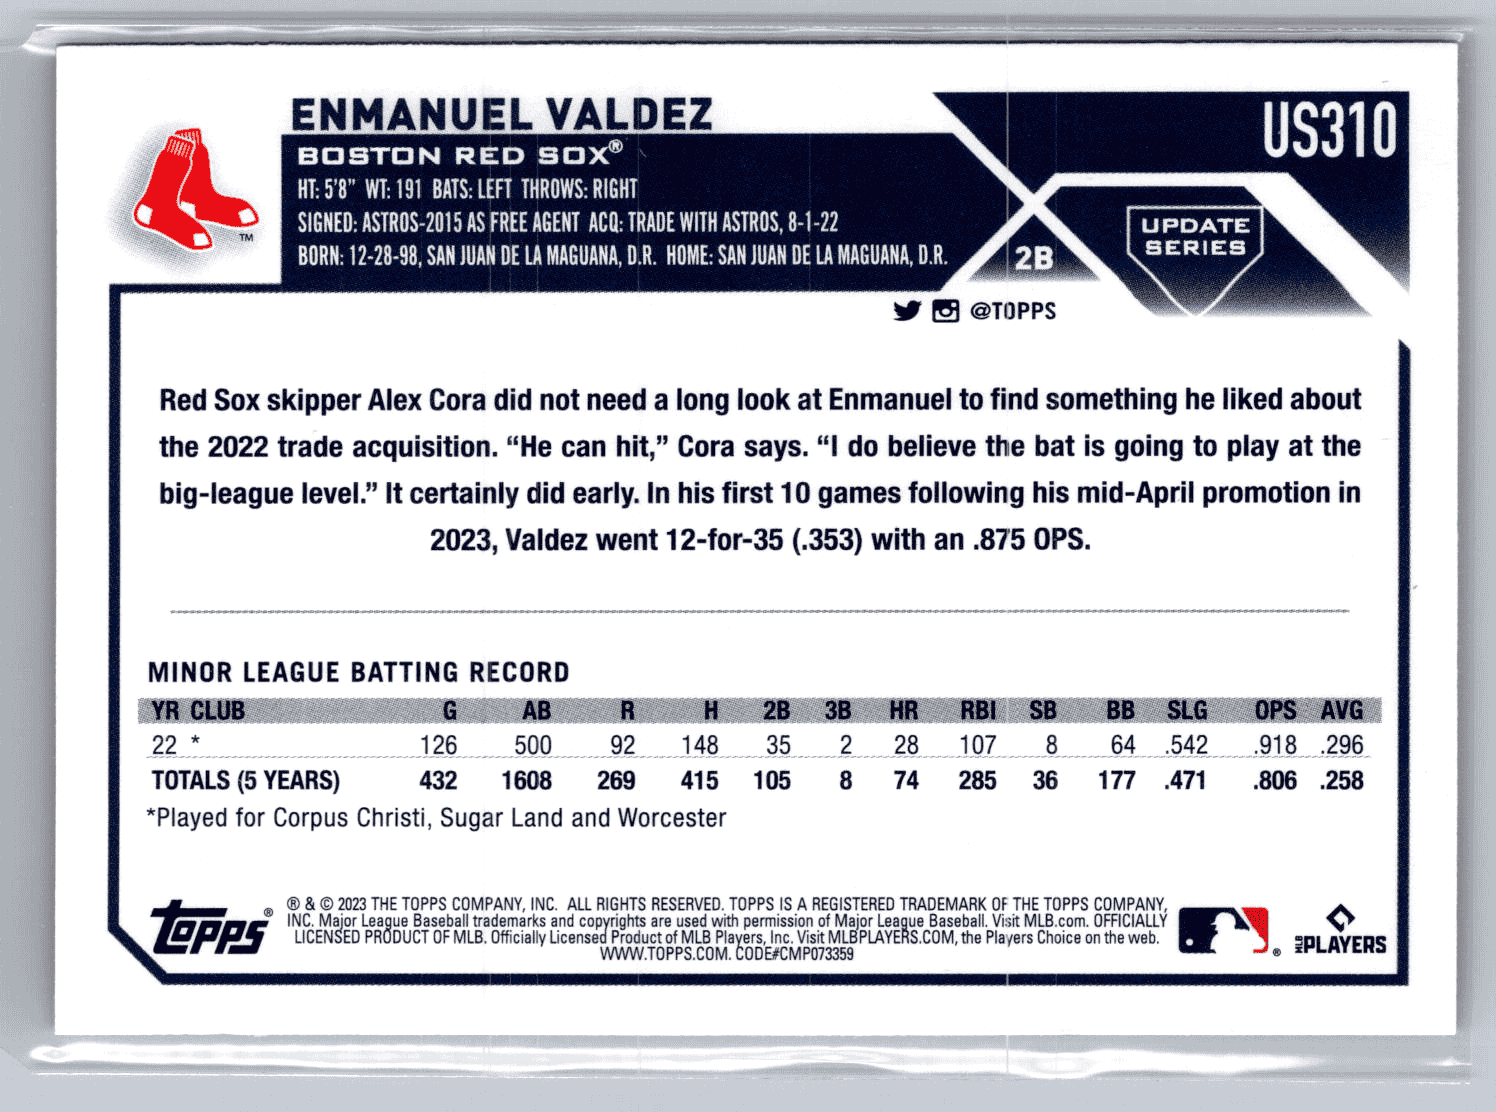 ENMANUEL VALDEZ
US310
BOSTON RED SOX®
HT: 5'8" WT: 191 BATS: LEFT THROWS: RIGHT
SIGNED: ASTROS-2015 AS FREE AGENT ACQ: TRADE WITH ASTROS, 8-1-22
BORN: 12-28-98, SAN JUAN DE LA MAGUANA, D.R. HOME: SAN JUAN DE LA MAGUANA, D.R.
TM
2B
UPDATE
SERIES
@TOPPS
Red Sox skipper Alex Cora did not need a long look at Enmanuel to find something he liked about
the 2022 trade acquisition. “He can hit,” Cora says. “I do believe the bat is going to play at the
big-league level.” It certainly did early. In his first 10 games following his mid-April promotion in
2023, Valdez went 12-for-35 (.353) with an .875 OPS.
MINOR LEAGUE BATTING RECORD
YR CLUB G AB R H 2B 3B HR RBI SB BB SLG OPS AVG
22 * 126 500 92 148 35 2 28 107 8 64 .542 .918 .296
TOTALS (5 YEARS) 432 1608 269 415 105 8 74 285 36 177 .471 .806 .258
*Played for Corpus Christi, Sugar Land and Worcester
topps®
® & © 2023 THE TOPPS COMPANY, INC. ALL RIGHTS RESERVED. TOPPS IS A REGISTERED TRADEMARK OF THE TOPPS COMPANY,
INC. Major League Baseball trademarks and copyrights are used with permission of Major League Baseball. Visit MLB.com. OFFICIALLY
LICENSED PRODUCT OF MLB. Officially Licensed Product of MLB Players, Inc. Visit MLBPLAYERS.COM, the Players Choice on the web.
WWW.TOPPS.COM. CODE#CMP073359
®
MLB PLAYERS